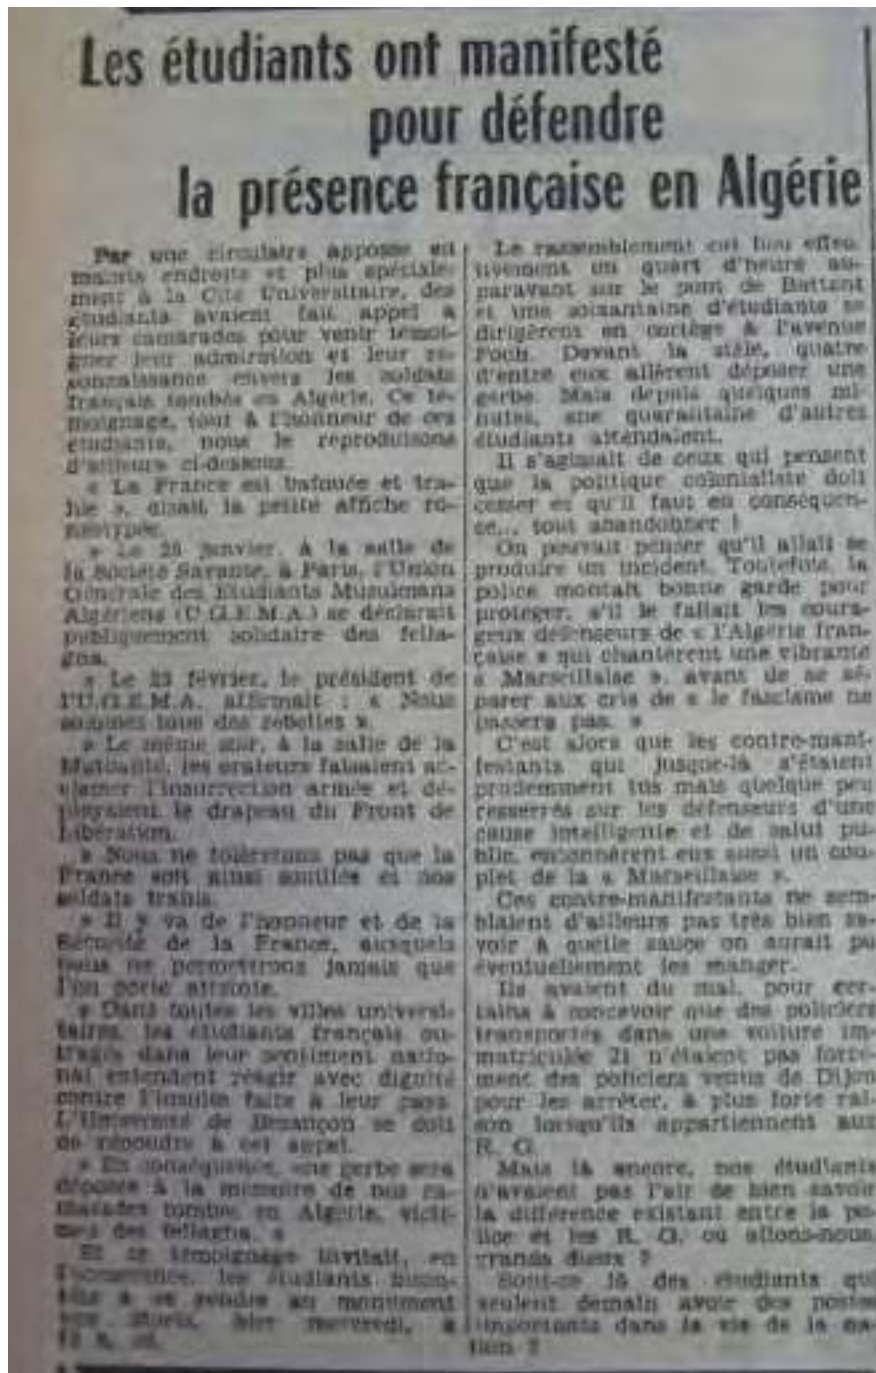 Les étudiants ont manifesté
pour défendre
la présence française en Algérie
Par une circulaire apposée en
maints endroits et plus spéciale-
ment à la Cité Universitaire, des
étudiants avaient fait appel à
leurs camarades pour venir témoi-
gner leur admiration et leur re-
connaissance envers les soldats
français tombés en Algérie. Ce té-
moignage, tout à l'honneur de ces
étudiants, nous le reproduisons
d'ailleurs ci-dessous.
« La France est bafouée et tra-
hie », disait la petite affiche ro-
néotypée.
» Le 25 janvier, à la salle de
la Société Savante, à Paris, l'Union
Générale des Etudiants Musulmans
Algériens (U.G.E.M.A.) se déclarait
publiquement solidaire des fella-
gha.
» Le 23 février, le président de
l'U.G.E.M.A. affirmait : « Nous
sommes tous des rebelles ».
» Le même soir, à la salle de la
Mutualité, les orateurs faisaient ac-
clamer l'insurrection armée et dé-
ployaient le drapeau du Front de
Libération.
» Nous ne tolérerons pas que la
France soit ainsi souillée et nos
soldats trahis.
» Il y va de l'honneur et de la
Sécurité de la France, auxquels
nous ne permettrons jamais que
l'on porte atteinte.
» Dans toutes les villes universi-
taires, les étudiants français ou-
tragés dans leur sentiment natio-
nal entendent réagir avec dignité
contre l'insulte faite à leur pays.
L'Université de Besançon se doit
de répondre à cet appel.
» En conséquence, une gerbe sera
déposée à la mémoire de nos ca-
marades tombés en Algérie, victi-
mes des fellagha. »
Et ce témoignage invitait, en
les étudiants bison-
tins à se rendre au monument
aux Morts, hier mercredi, à
Le rassemblement eut lieu effec-
tivement un quart d'heure au-
paravant sur le pont de Battant
et une soixantaine d'étudiants se
dirigèrent en cortège à l'avenue
Foch. Devant la stèle, quatre
d'entre eux allèrent déposer une
gerbe. Mais depuis quelques mi-
nutes, une quarantaine d'autres
étudiants attendaient.
Il s'agissait de ceux qui pensent
que la politique colonialiste doit
cesser et qu'il faut en conséquen-
ce... tout abandonner !
On pouvait penser qu'il allait se
produire un incident. Toutefois, la
police montait bonne garde pour
protéger, s'il le fallait les coura-
geux défenseurs de « l'Algérie fran-
çaise » qui chantèrent une vibrante
« Marseillaise », avant de se sé-
parer aux cris de « le fascisme ne
passera pas. »
C'est alors que les contre-mani-
festants qui jusque-là s'étaient
prudemment tus mais quelque peu
resserrés sur les défenseurs d'une
cause intelligente et de salut pu-
blic, entonnèrent eux aussi un cou-
plet de la « Marseillaise ».
Ces contre-manifestants ne sem-
blaient d'ailleurs pas très bien sa-
voir à quelle sauce on aurait pu
éventuellement les manger.
Ils avaient du mal, pour cer-
tains à concevoir que des policiers
transportés dans une voiture im-
matriculée 21 n'étaient pas forcé-
ment des policiers venus de Dijon
pour les arrêter, à plus forte rai-
son lorsqu'ils appartiennent aux
R. G.
Mais là encore, nos étudiants
n'avaient pas l'air de bien savoir
la différence existant entre la po-
lice et les R. G. où allons-nous
grands dieux ?
Sont-ce là des étudiants qui
veulent demain avoir des postes
importants dans la vie de la na-
tion ?